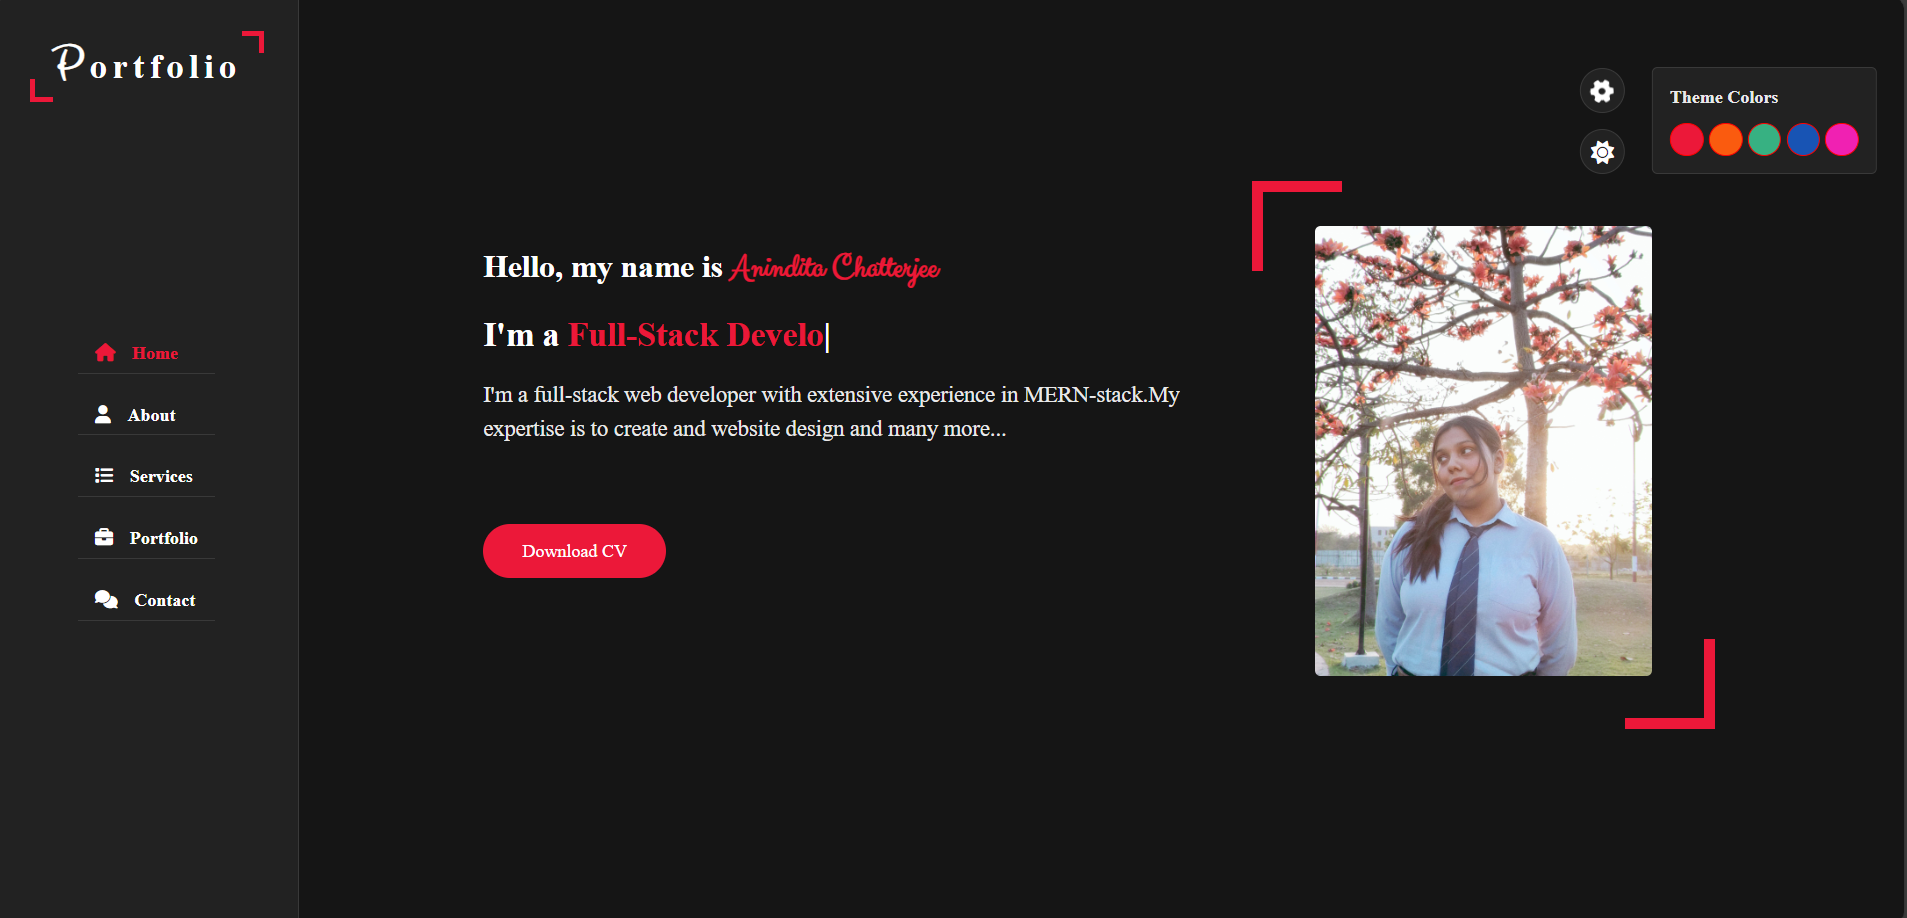 Portfolio
Home
About
Services
Portfolio
Contact
Theme Colors
Hello, my name is Anindita Chatterjee
I'm a Full-Stack Develo|
I'm a full-stack web developer with extensive experience in MERN-stack.My
expertise is to create and website design and many more...
Download CV